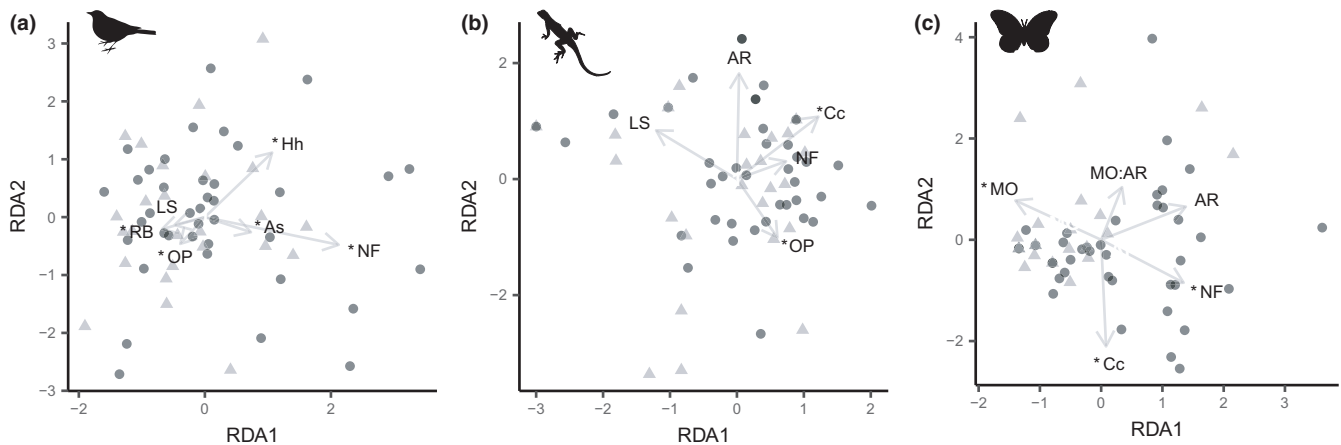 (a)
3
2
1
0
−1
−2
−3
RDA2
* Hh
LS
* RB
* As
* OP
* NF
−2
0
2
RDA1
(b)
2
0
−2
RDA2
AR
LS
*Cc
NF
*OP
−3
−2
−1
0
1
2
RDA1
(c)
4
2
0
−2
RDA2
*MO
MO:AR
AR
* NF
*Cc
−2
−1
0
1
2
3
RDA1